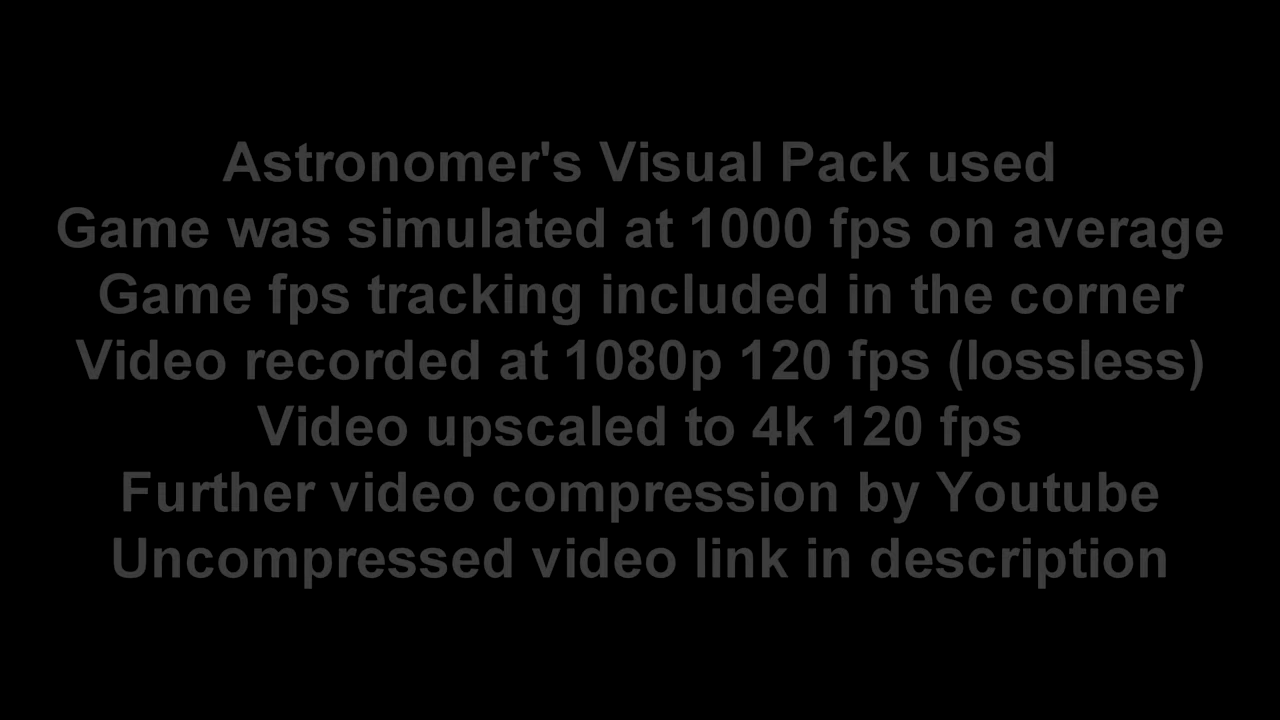 Astronomer's Visual Pack used
Game was simulated at 1000 fps on average
Game fps tracking included in the corner
Video recorded at 1080p 120 fps (lossless)
Video upscaled to 4k 120 fps
Further video compression by Youtube
Uncompressed video link in description